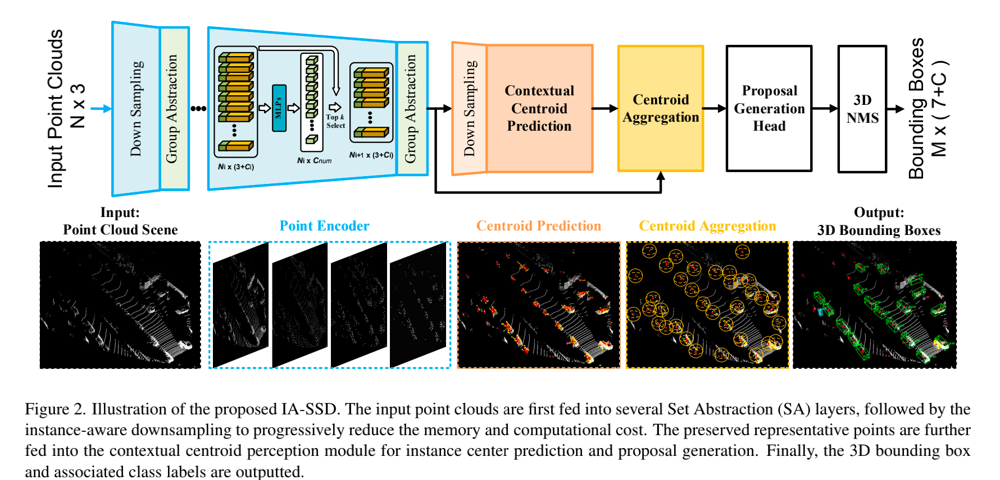 Input Point Clouds
N x 3
Down Sampling
Group Abstraction
Ni x (3+Ci)
MLPs
Ni x Cnum
Top k
Select
Ni+1 x (3+Ci)
Group Abstraction
Down Sampling
Contextual
Centroid
Prediction
Centroid
Aggregation
Proposal
Generation
Head
3D
NMS
Bounding Boxes
M x ( 7+C )
Input:
Point Cloud Scene
Point Encoder
Centroid Prediction
Centroid Aggregation
Output:
3D Bounding Boxes
Figure 2. Illustration of the proposed IA-SSD. The input point clouds are first fed into several Set Abstraction (SA) layers, followed by the
instance-aware downsampling to progressively reduce the memory and computational cost. The preserved representative points are further
fed into the contextual centroid perception module for instance center prediction and proposal generation. Finally, the 3D bounding box
and associated class labels are outputted.